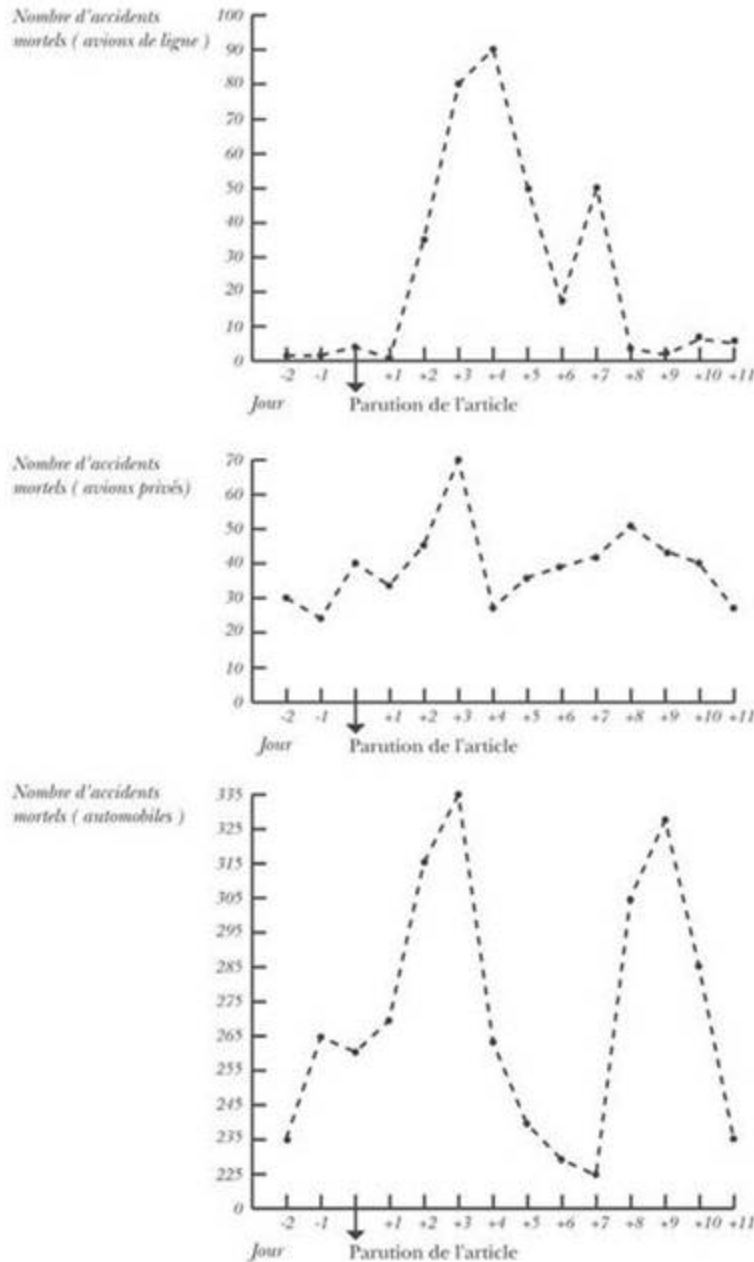 Nombre d'accidents
mortels ( avions de ligne )
100
90
80
70
60
50
40
30
20
10
0
-2 -1 +1 +2 +3 +4 +5 +6 +7 +8 +9 +10 +11
Jour Parution de l'article
Nombre d'accidents
mortels ( avions privés)
70
60
50
40
30
20
10
0
-2 -1 +1 +2 +3 +4 +5 +6 +7 +8 +9 +10 +11
Jour Parution de l'article
Nombre d'accidents
mortels ( automobiles )
335
325
315
305
295
285
275
265
255
245
235
225
0
-2 -1 +1 +2 +3 +4 +5 +6 +7 +8 +9 +10 +11
Jour Parution de l'article